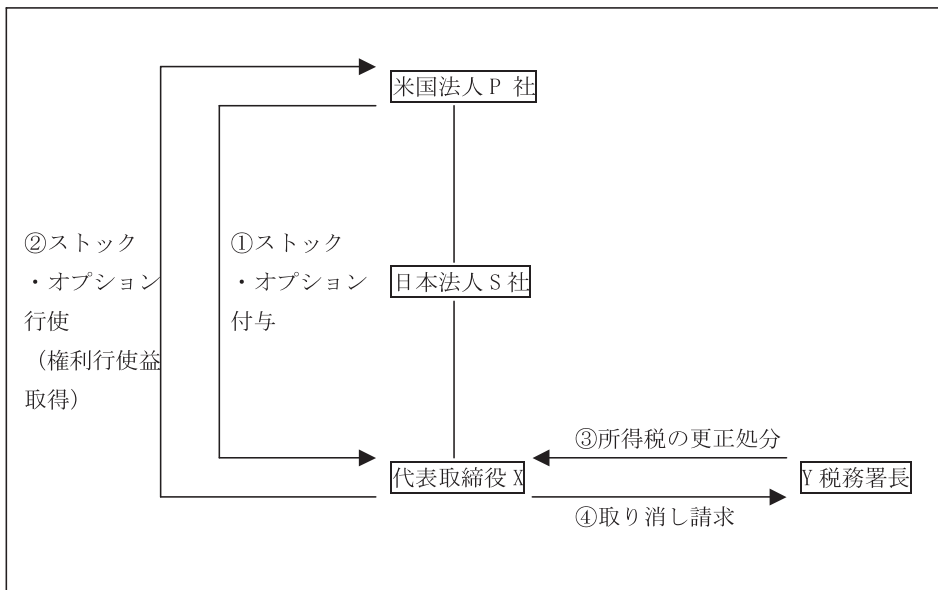 米国法人P 社
②ストック
・オプション
行使
（権利行使益
取得）
①ストック
・オプション
付与
日本法人S社
③所得税の更正処分
代表取締役X
Y税務署長
④取り消し請求